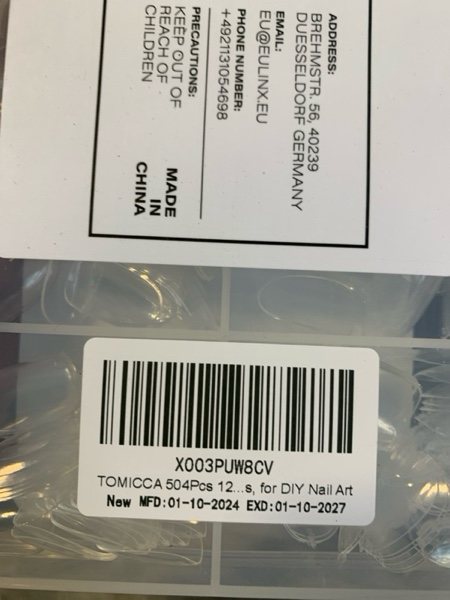 ADDRESS:
BREHMSTR. 56, 40239
DUESSELDORF GERMANY
EMAIL:
EU@EULINX.EU
PHONE NUMBER:
+4921131054698
PRECAUTIONS:
KEEP OUT OF
REACH OF
CHILDREN
MADE
IN
CHINA
X003PUW8CV
TOMICCA 504Pcs 12...s, for DIY Nail Art
New MFD:01-10-2024 EXD:01-10-2027